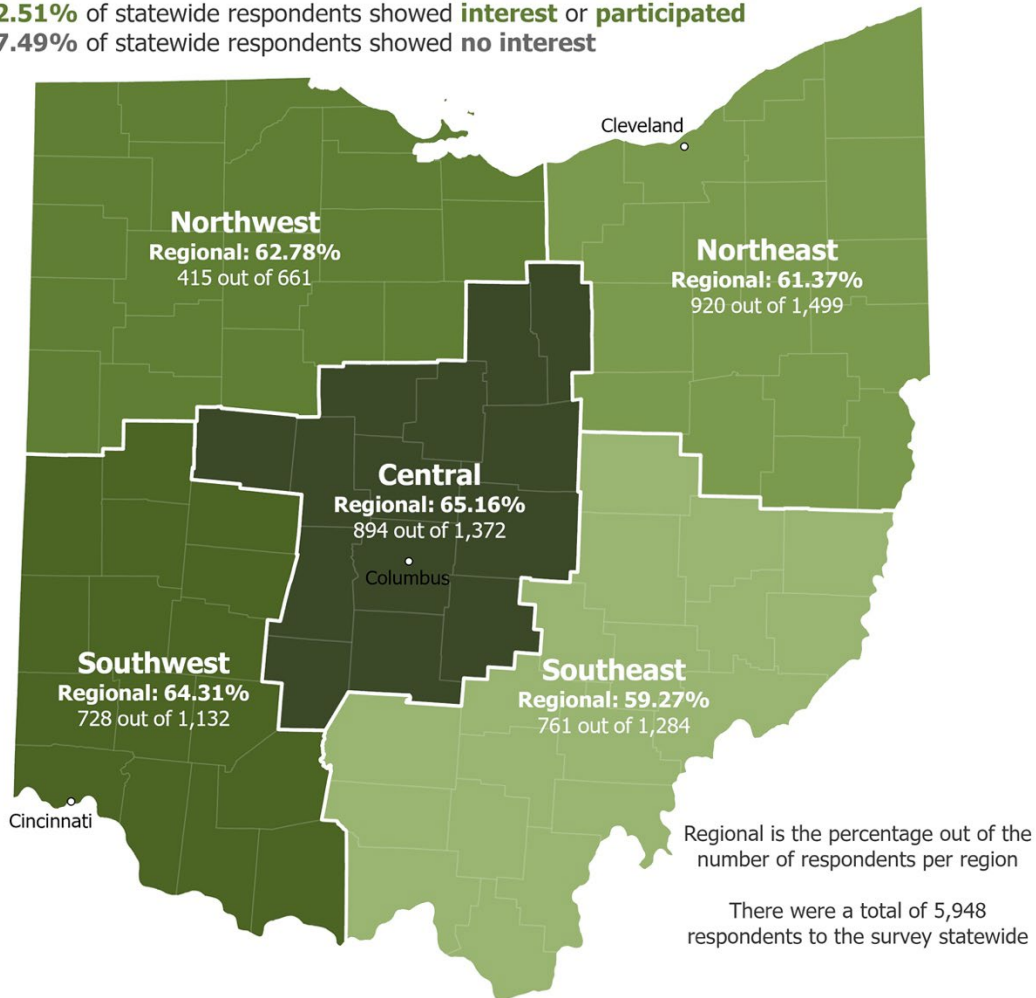 2.51% of statewide respondents showed interest or participated
7.49% of statewide respondents showed no interest
Cleveland
Northwest
Regional: 62.78%
415 out of 661
Northeast
Regional: 61.37%
920 out of 1,499
Central
Regional: 65.16%
894 out of 1,372
Columbus
Southwest
Regional: 64.31%
728 out of 1,132
Southeast
Regional: 59.27%
761 out of 1,284
Cincinnati
Regional is the percentage out of the
number of respondents per region
There were a total of 5,948
respondents to the survey statewide